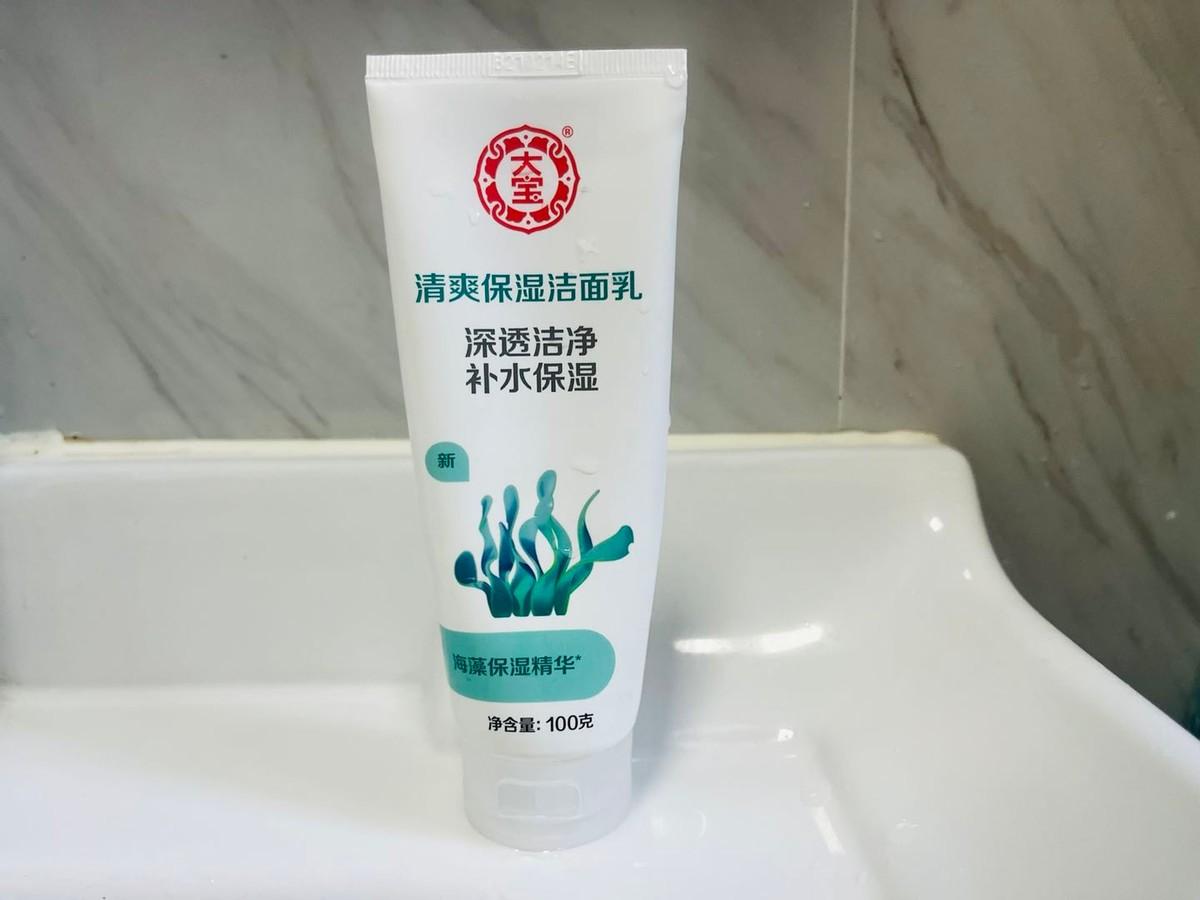 大宝®
清爽保湿洁面乳
深透洁净
补水保湿
新
海藻保湿精华*
净含量：100克